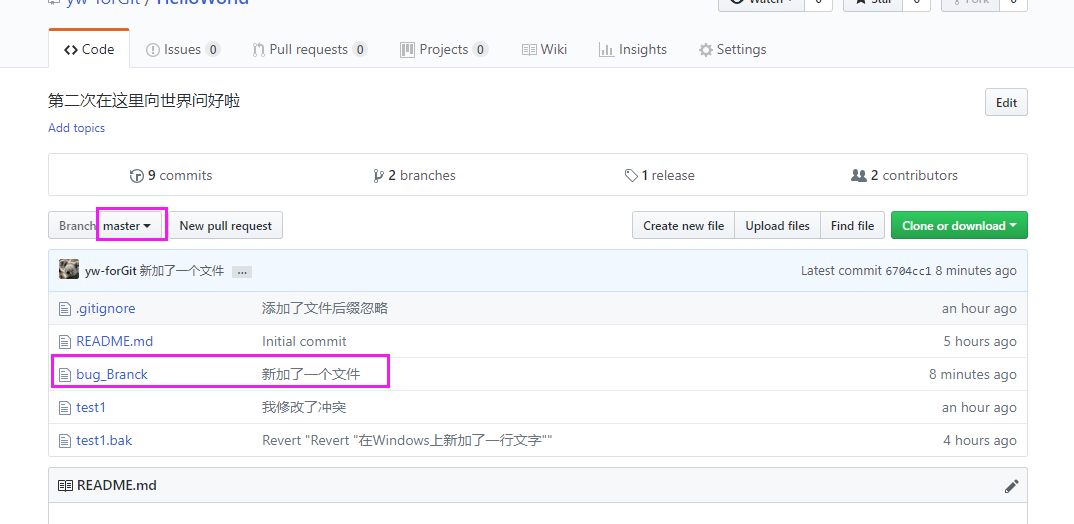 yw-forGit / HelloWorld
Watch 0 Star 0 Fork 0
Code Issues 0 Pull requests 0 Projects 0 Wiki Insights Settings
第二次在这里向世界问好啦 Edit
Add topics
9 commits 2 branches 1 release 2 contributors
Branch: master New pull request Create new file Upload files Find file Clone or download
yw-forGit 新加了一个文件 ... Latest commit 6704cc1 8 minutes ago
.gitignore 添加了文件后缀忽略 an hour ago
README.md Initial commit 5 hours ago
bug_Branck 新加了一个文件 8 minutes ago
test1 我修改了冲突 an hour ago
test1.bak Revert "Revert "在Windows上新加了一行文字"" 4 hours ago
README.md